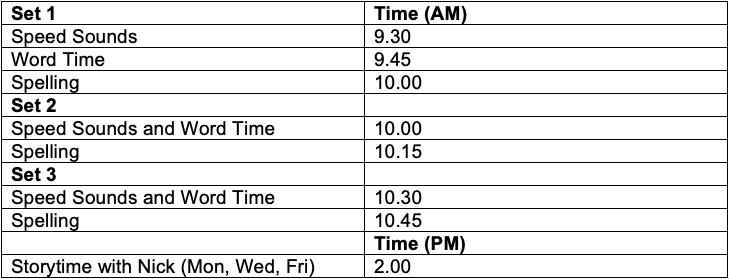 Set 1 Time (AM)
Speed Sounds 9.30
Word Time 9.45
Spelling 10.00
Set 2
Speed Sounds and Word Time 10.00
Spelling 10.15
Set 3
Speed Sounds and Word Time 10.30
Spelling 10.45
Time (PM)
Storytime with Nick (Mon, Wed, Fri) 2.00